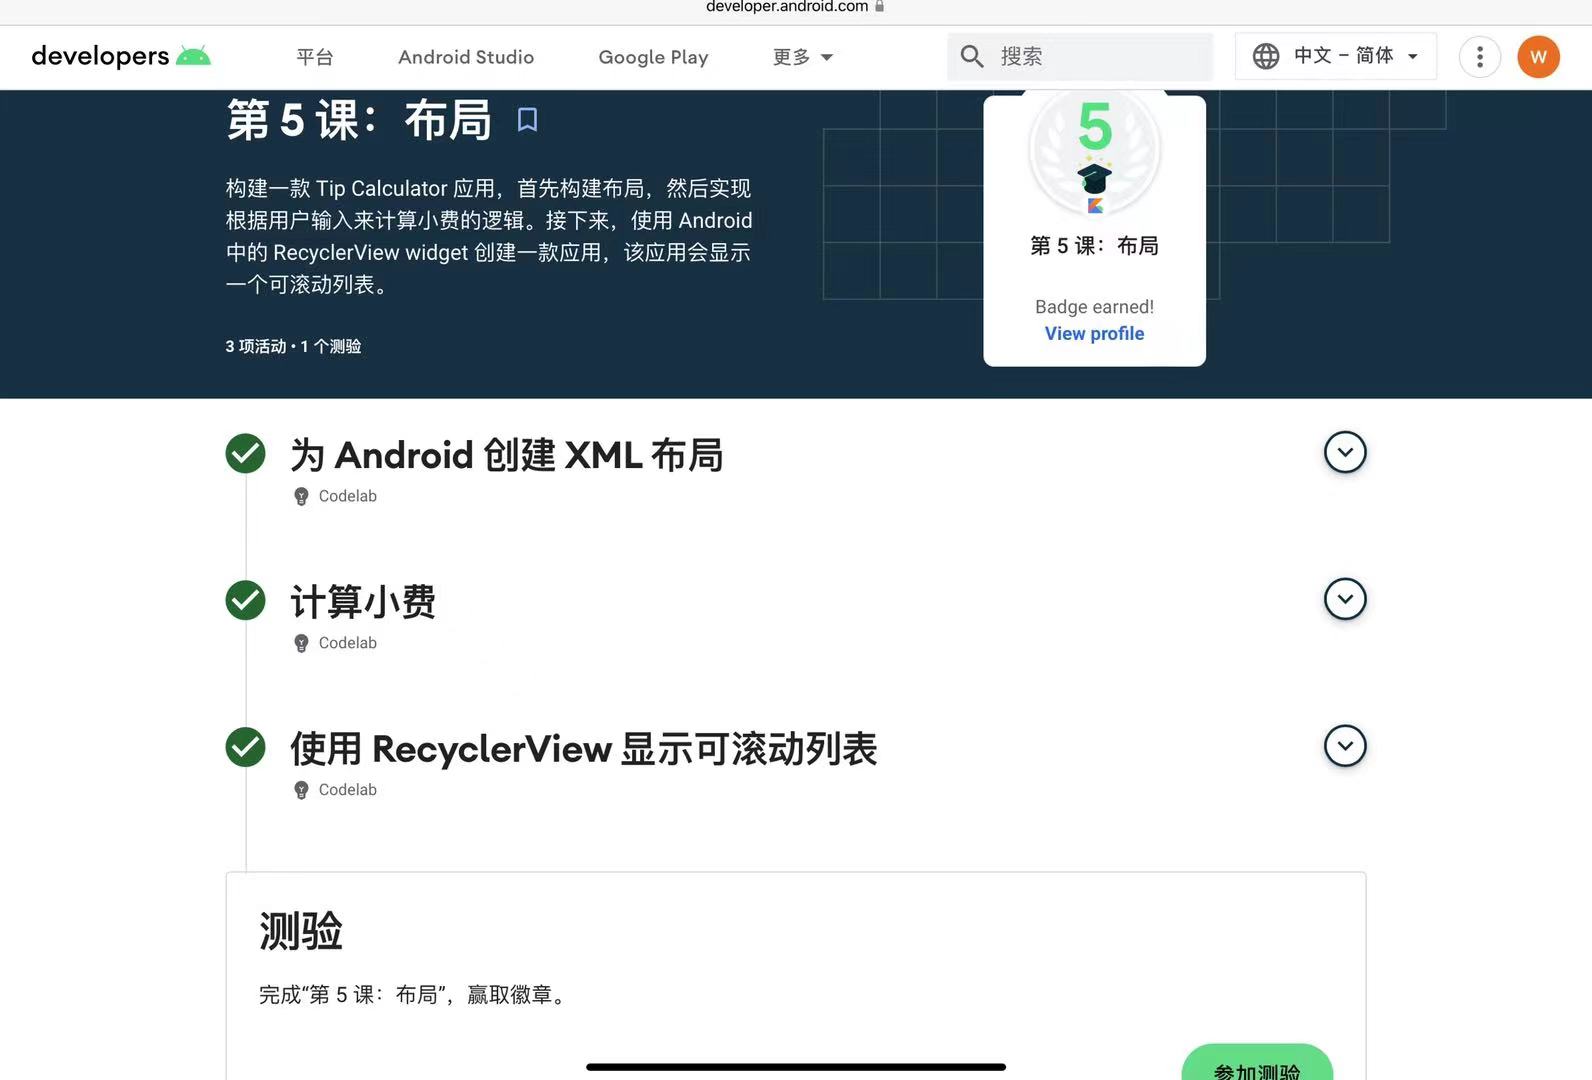 developer.android.com
developers
平台
Android Studio
Google Play
更多
搜索
中文 – 简体
W
第 5 课：布局
构建一款 Tip Calculator 应用，首先构建布局，然后实现
根据用户输入来计算小费的逻辑。接下来，使用 Android
中的 RecyclerView widget 创建一款应用，该应用会显示
一个可滚动列表。
3 项活动 • 1 个测验
5
第 5 课：布局
Badge earned!
View profile
为 Android 创建 XML 布局
Codelab
计算小费
Codelab
使用 RecyclerView 显示可滚动列表
Codelab
测验
完成“第 5 课：布局”，赢取徽章。
参加测验